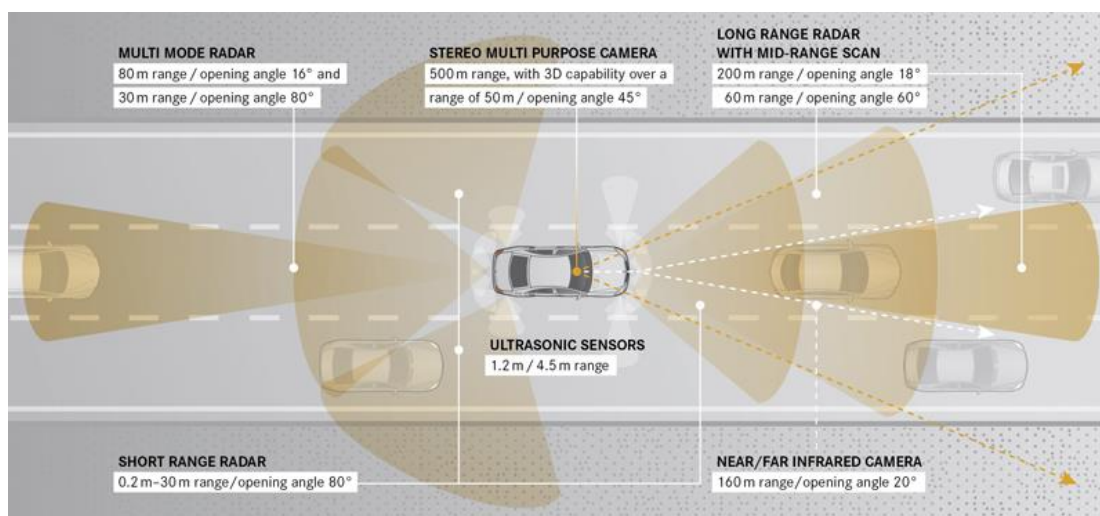 MULTI MODE RADAR
80 m range / opening angle 16° and
30 m range / opening angle 80°
STEREO MULTI PURPOSE CAMERA
500 m range, with 3D capability over a
range of 50 m / opening angle 45°
LONG RANGE RADAR
WITH MID-RANGE SCAN
200 m range / opening angle 18°
60 m range / opening angle 60°
ULTRASONIC SENSORS
1.2 m / 4.5 m range
SHORT RANGE RADAR
0.2 m–30 m range/opening angle 80°
NEAR/FAR INFRARED CAMERA
160 m range/opening angle 20°